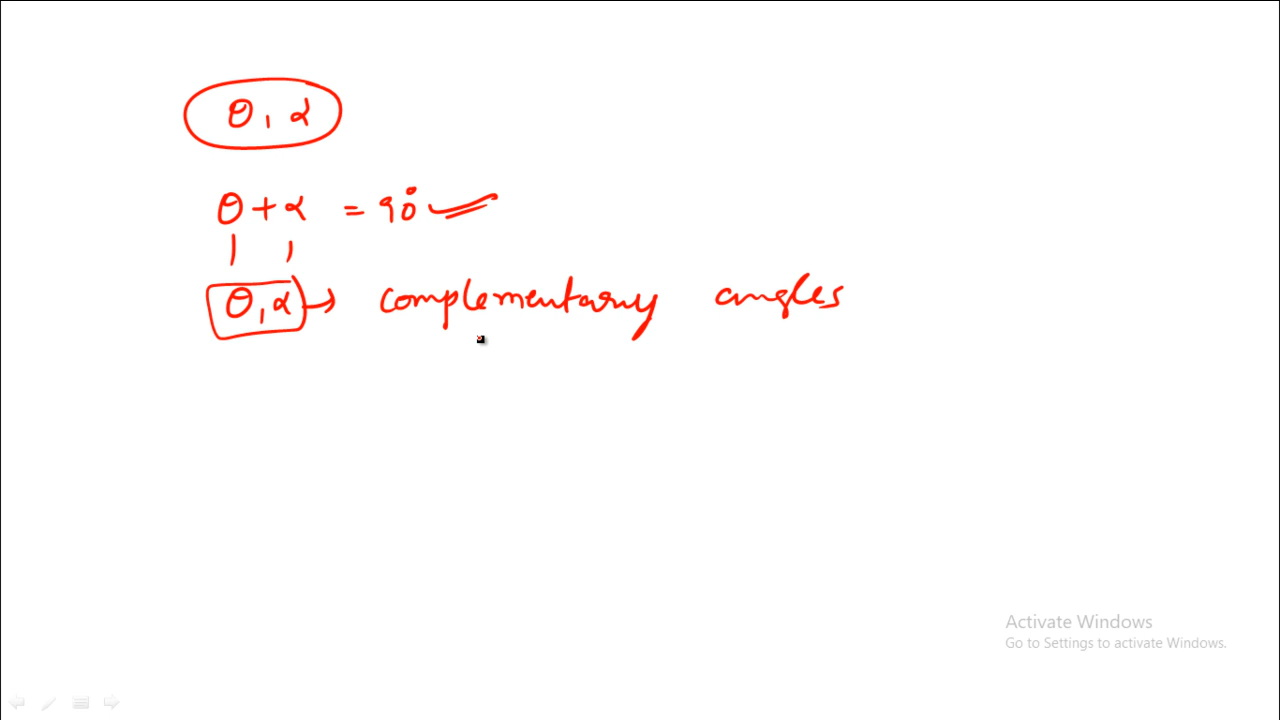 θ, α
θ + α = 90°
θ, α → complementary angles
Activate Windows
Go to Settings to activate Windows.